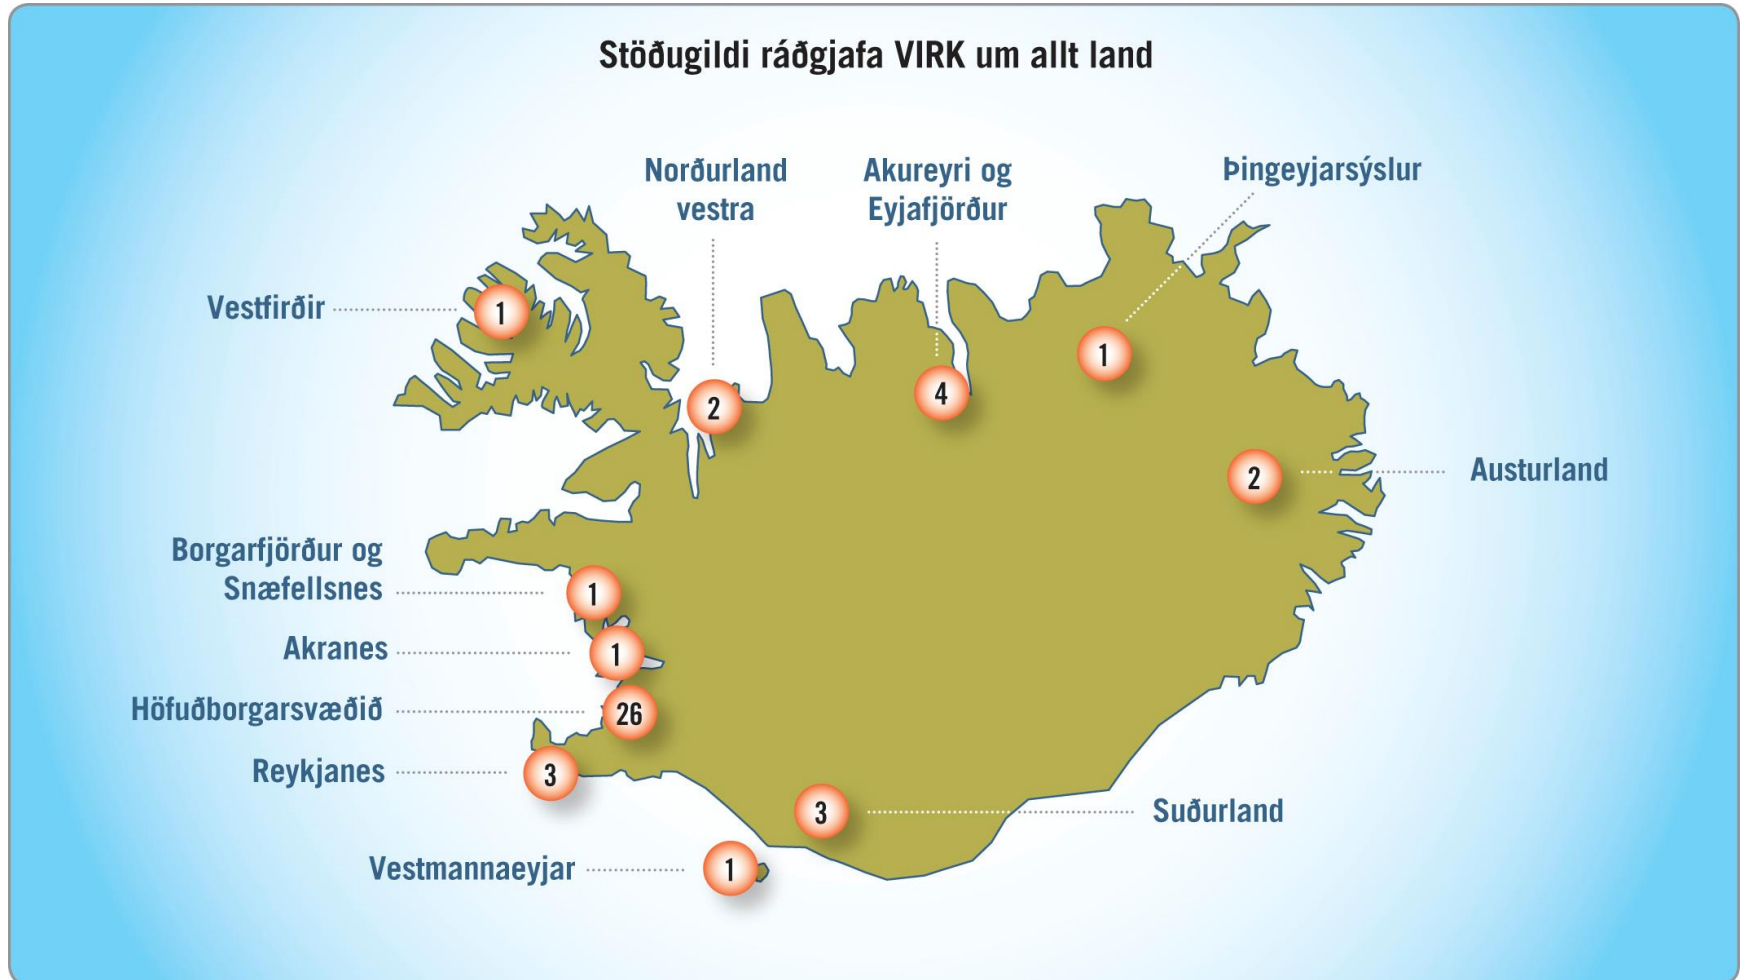 Stöðugildi ráðgjafa VIRK um allt land
Norðurland
vestra
Akureyri og
Eyjafjörður
Þingeyjarsýslur
Vestfirðir
1
1
2
4
Austurland
2
Borgarfjörður og
Snæfellsnes
1
Akranes
1
Höfuðborgarsvæðið
26
Reykjanes
3
Suðurland
3
Vestmannaeyjar
1